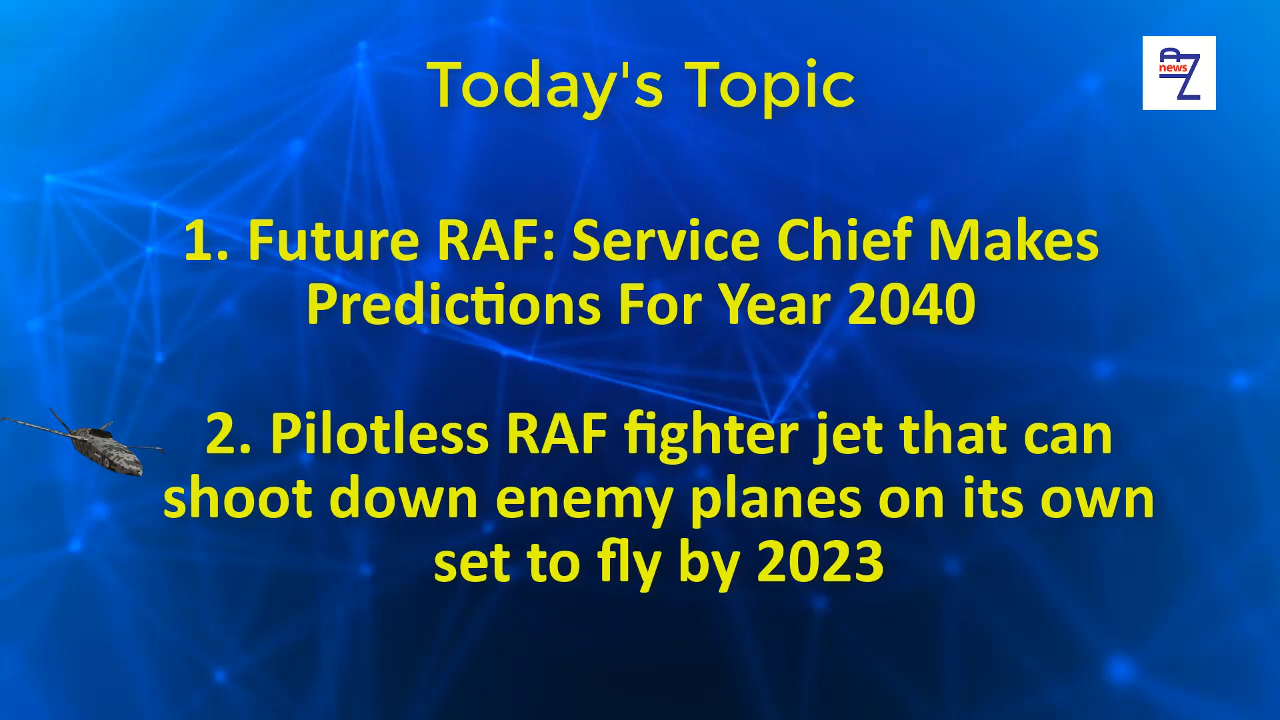 Today's Topic
news
1. Future RAF: Service Chief Makes
Predictions For Year 2040
2. Pilotless RAF fighter jet that can
shoot down enemy planes on its own
set to fly by 2023